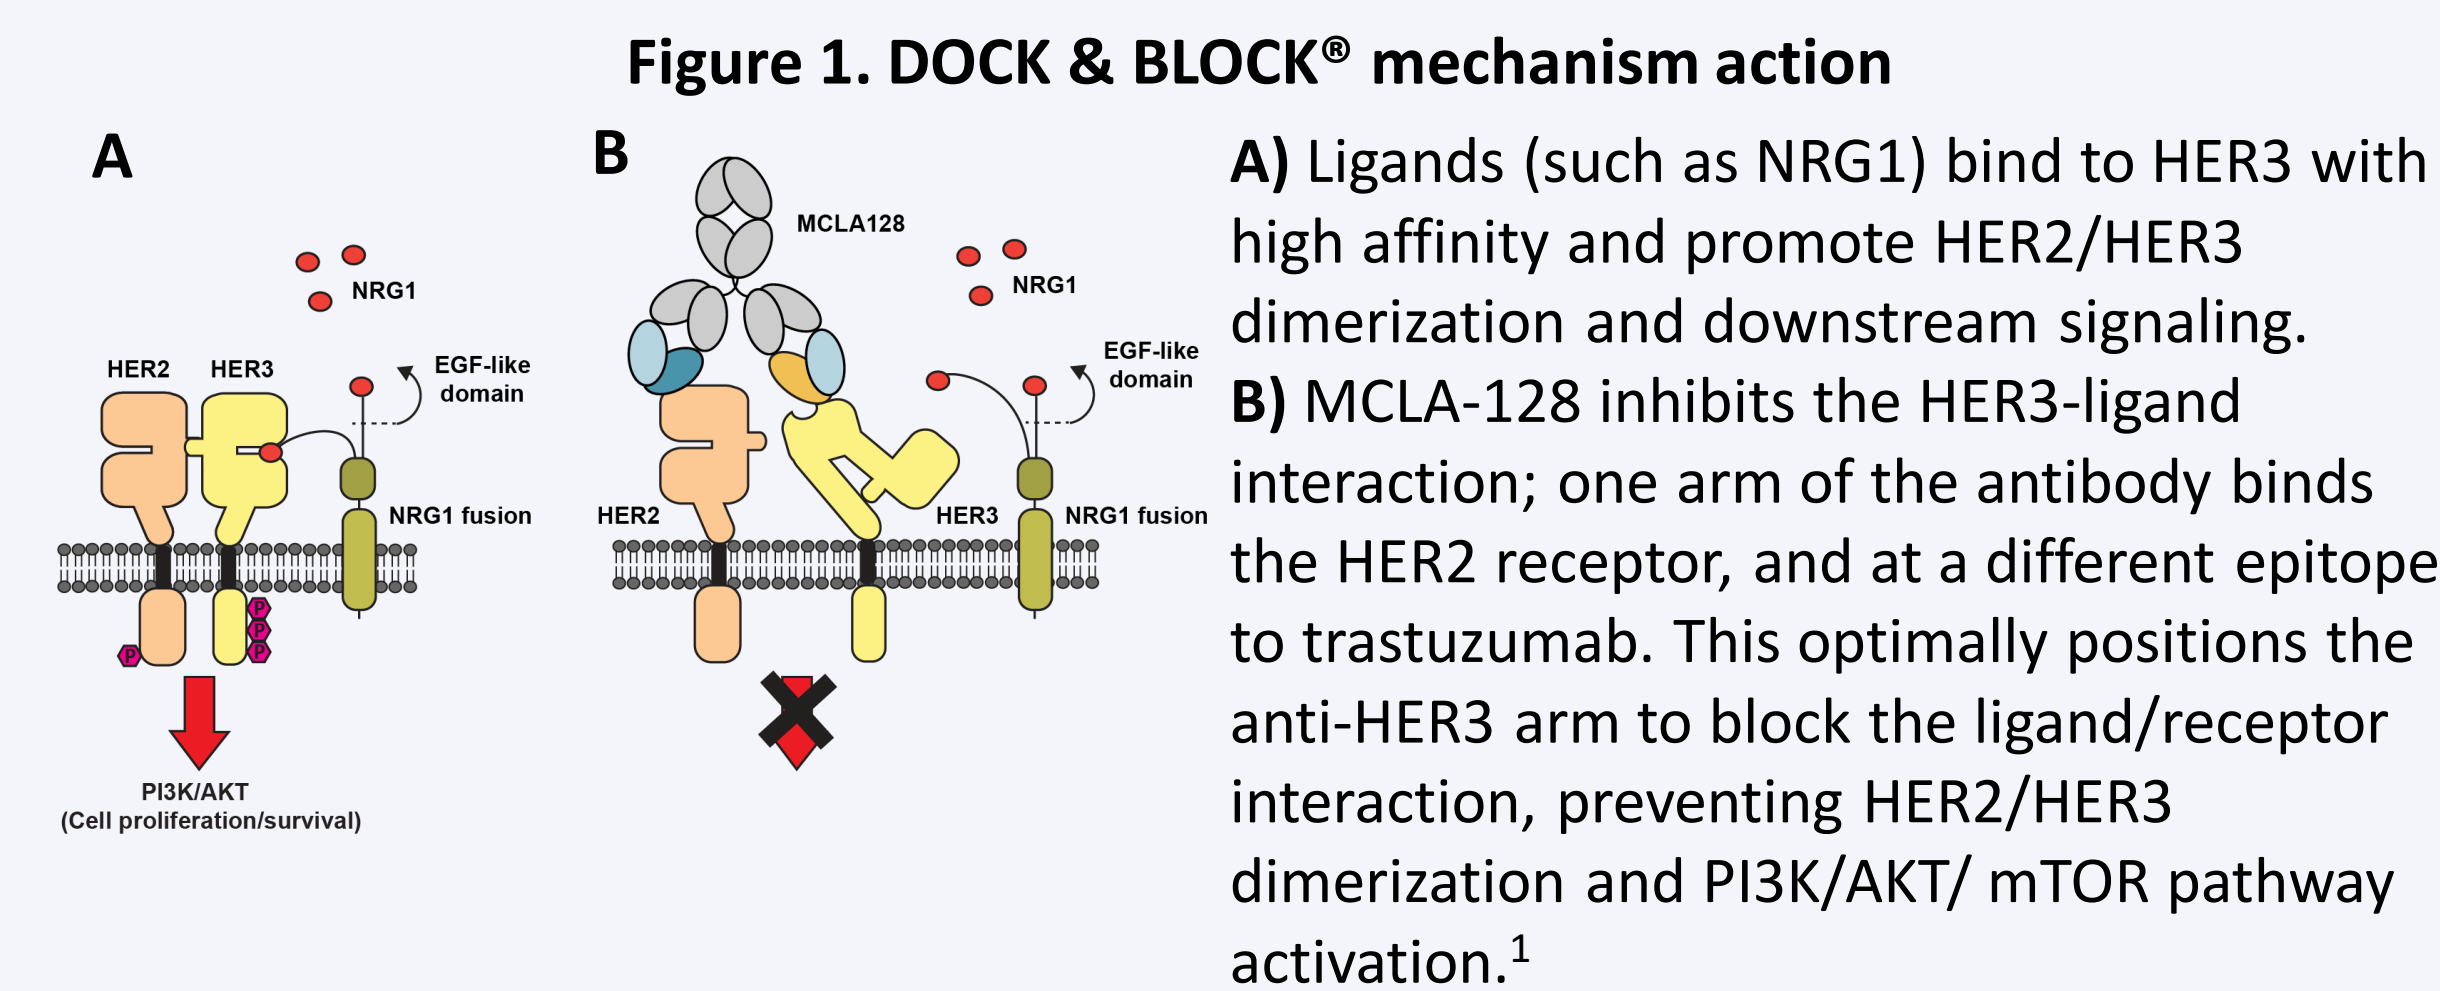 Figure 1. DOCK & BLOCK® mechanism action
A
NRG1
HER2
HER3
EGF-like
domain
NRG1 fusion
P
P
P
P
PI3K/AKT
(Cell proliferation/survival)
B
MCLA128
NRG1
EGF-like
domain
HER2
HER3
NRG1 fusion
A) Ligands (such as NRG1) bind to HER3 with
high affinity and promote HER2/HER3
dimerization and downstream signaling.
B) MCLA-128 inhibits the HER3-ligand
interaction; one arm of the antibody binds
the HER2 receptor, and at a different epitope
to trastuzumab. This optimally positions the
anti-HER3 arm to block the ligand/receptor
interaction, preventing HER2/HER3
dimerization and PI3K/AKT/ mTOR pathway
activation.¹